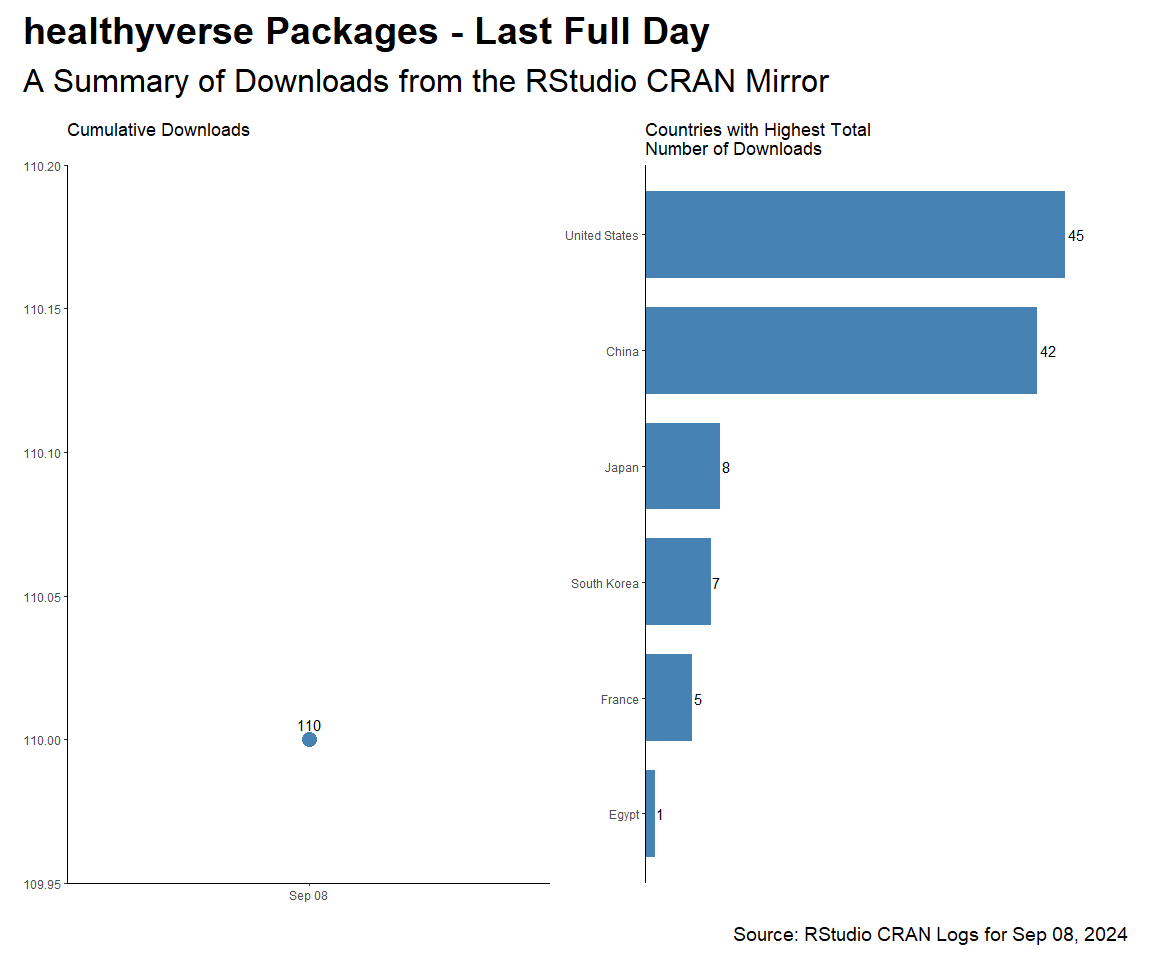 healthyverse Packages - Last Full Day
A Summary of Downloads from the RStudio CRAN Mirror
Cumulative Downloads
110.20
110.15
110.10
110.05
110.00
109.95
110
Sep 08
Countries with Highest Total
Number of Downloads
United States 45
China 42
Japan 8
South Korea 7
France 5
Egypt 1
Source: RStudio CRAN Logs for Sep 08, 2024